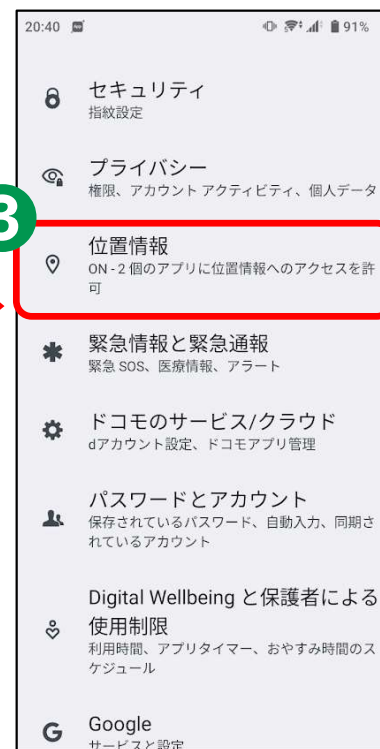 20:40 91%
セキュリティ
指紋設定
プライバシー
権限、アカウント アクティビティ、個人データ
3
位置情報
ON - 2 個のアプリに位置情報へのアクセスを許
可
緊急情報と緊急通報
緊急 SOS、医療情報、アラート
ドコモのサービス/クラウド
dアカウント設定、ドコモアプリ管理
パスワードとアカウント
保存されているパスワード、自動入力、同期さ
れているアカウント
Digital Wellbeing と保護者による
使用制限
利用時間、アプリタイマー、おやすみ時間のス
ケジュール
Google
サービスと設定